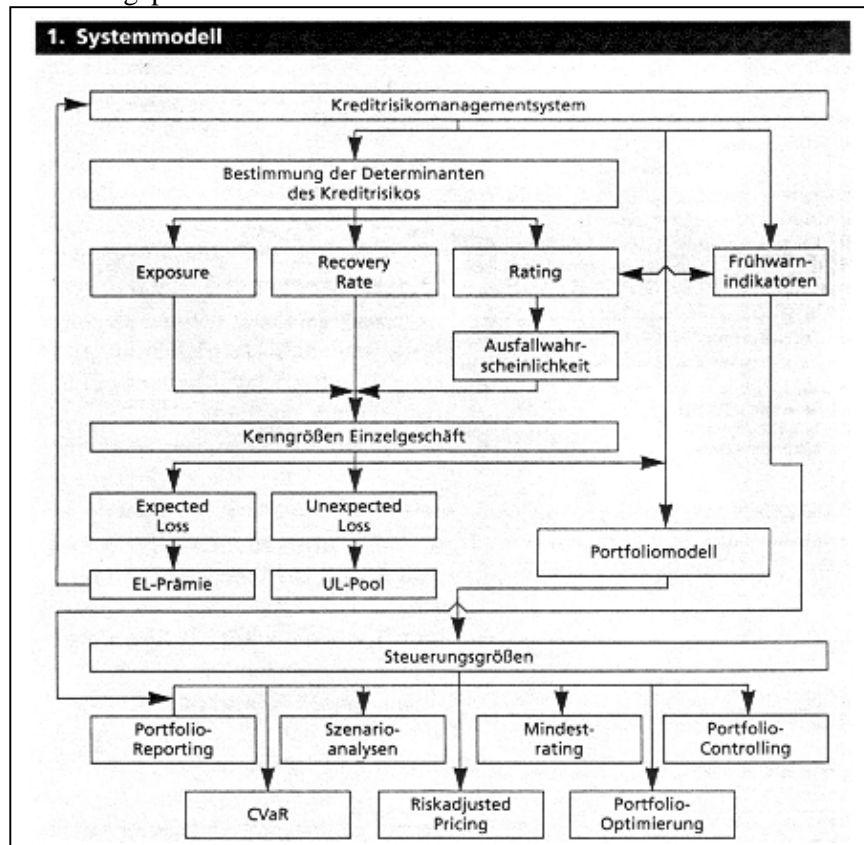 1. Systemmodell
Kreditrisikomanagementsystem
Bestimmung der Determinanten
des Kreditrisikos
Exposure
Recovery
Rate
Rating
Frühwarn-
indikatoren
Ausfallwahr-
scheinlichkeit
Kenngrößen Einzelgeschäft
Expected
Loss
Unexpected
Loss
Portfoliomodell
EL-Prämie
UL-Pool
Steuerungsgrößen
Portfolio-
Reporting
Szenario-
analysen
Mindest-
rating
Portfolio-
Controlling
CVaR
Riskadjusted
Pricing
Portfolio-
Optimierung